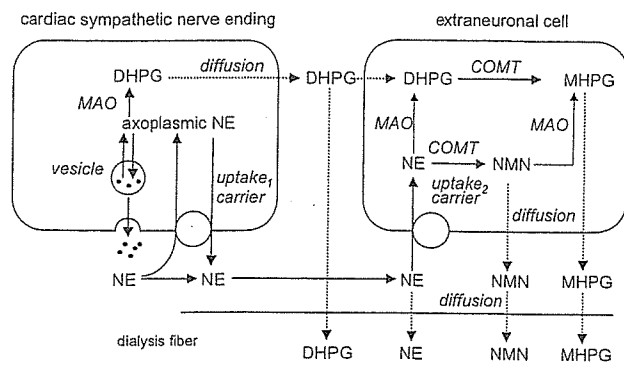 cardiac sympathetic nerve ending
extraneuronal cell
DHPG diffusion DHPG DHPG COMT MHPG
MAO
axoplasmic NE
MAO
MAO
COMT
NE NMN
vesicle
uptake1
carrier
uptake2
carrier
diffusion
NE NE NE NMN MHPG
diffusion
dialysis fiber
DHPG NE NMN MHPG